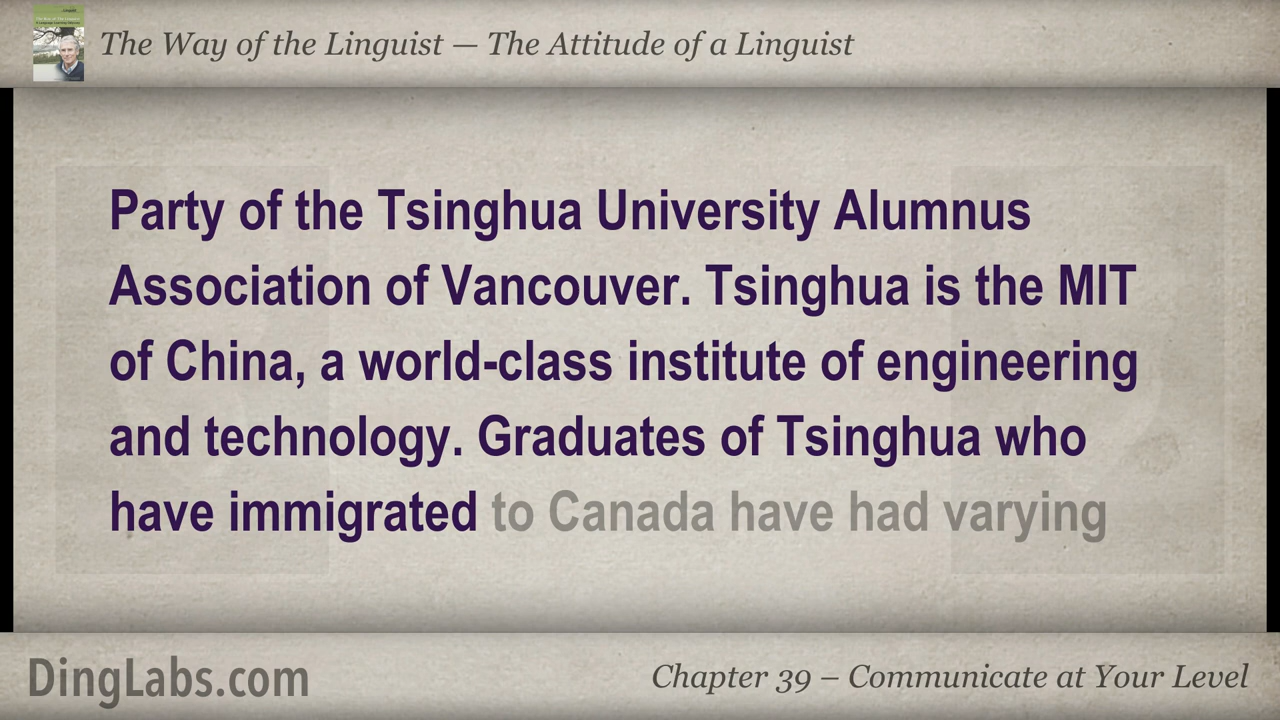 The Way of the Linguist — The Attitude of a Linguist
Party of the Tsinghua University Alumnus
Association of Vancouver. Tsinghua is the MIT
of China, a world-class institute of engineering
and technology. Graduates of Tsinghua who
have immigrated to Canada have had varying
DingLabs.com
Chapter 39 – Communicate at Your Level